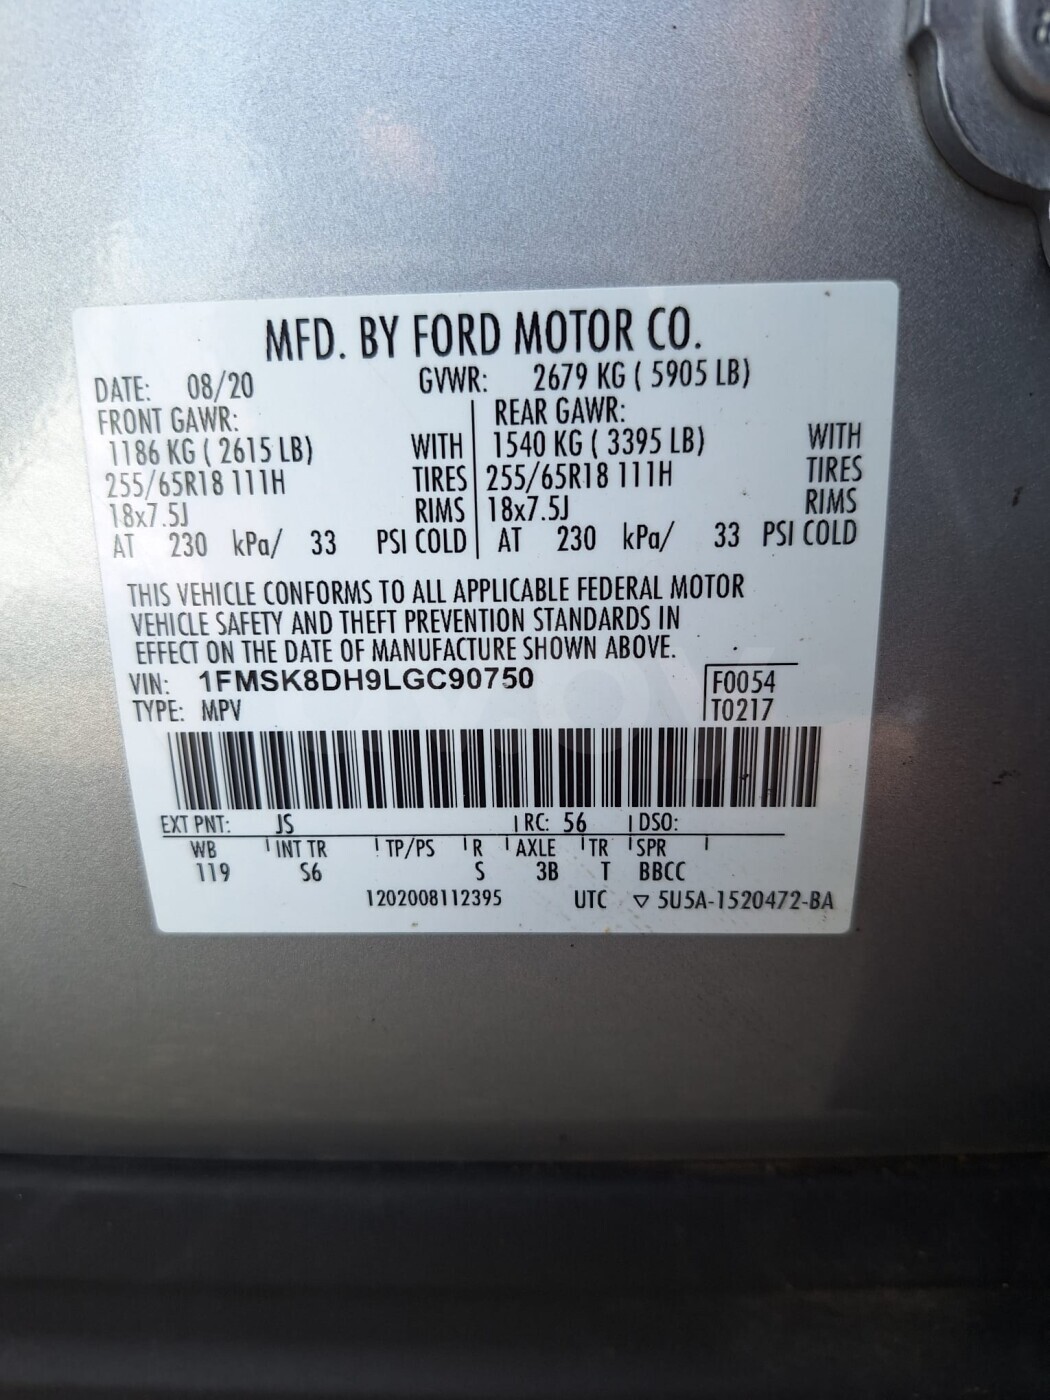 MFD. BY FORD MOTOR CO.
DATE: 08/20 GVWR: 2679 KG ( 5905 LB)
FRONT GAWR: REAR GAWR:
1186 KG ( 2615 LB) WITH 1540 KG ( 3395 LB) WITH
255/65R18 111H TIRES 255/65R18 111H TIRES
18x7.5J RIMS 18x7.5J RIMS
AT 230 kPa/ 33 PSI COLD AT 230 kPa/ 33 PSI COLD
THIS VEHICLE CONFORMS TO ALL APPLICABLE FEDERAL MOTOR
VEHICLE SAFETY AND THEFT PREVENTION STANDARDS IN
EFFECT ON THE DATE OF MANUFACTURE SHOWN ABOVE.
VIN: 1FMSK8DH9LGC90750 F0054
TYPE: MPV T0217
EXT PNT: JS RC: 56 DSO:
WB INT TR TP/PS R AXLE TR SPR
119 S6 S 3B T BBCC
1202008112395 UTC ▽ 5U5A-1520472-BA